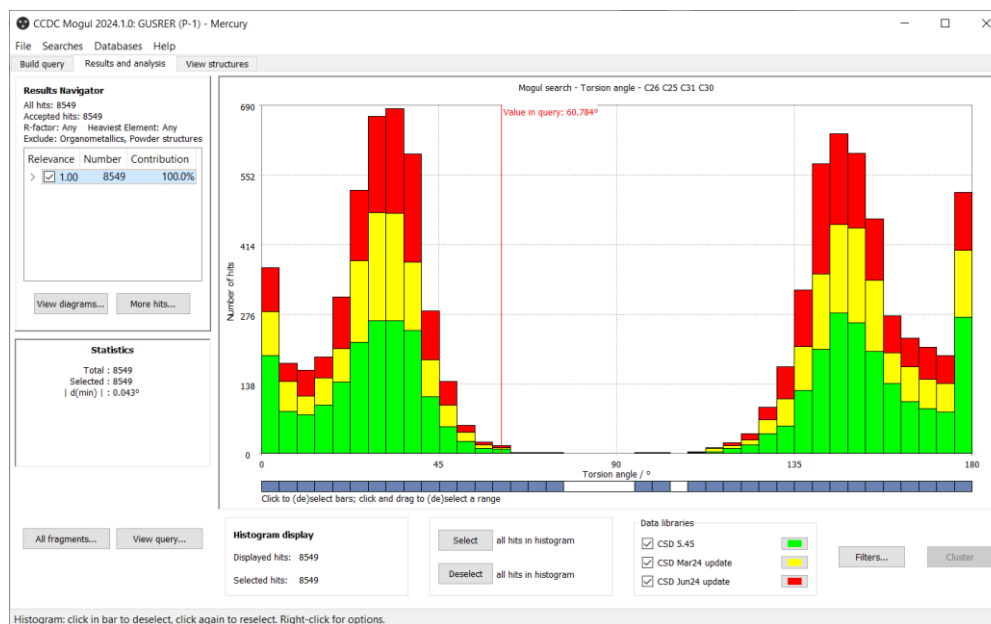 CCDC Mogul 2024.1.0: GUSRER (P-1) - Mercury
File Searches Databases Help
Build query Results and analysis View structures
Results Navigator
All hits: 8549
Accepted hits: 8549
R-factor: Any Heaviest Element: Any
Exclude: Organometallics, Powder structures
Relevance Number Contribution
1.00 8549 100.0%
View diagrams... More hits...
Statistics
Total : 8549
Selected : 8549
| d(min) | : 0.043º
Mogul search - Torsion angle - C26 C25 C31 C30
Value in query: 60.784º
Number of hits
690
552
414
276
138
0
0 45 90 135 180
Torsion angle / º
Click to (de)select bars; click and drag to (de)select a range
All fragments... View query...
Histogram display
Displayed hits: 8549
Selected hits: 8549
Select all hits in histogram
Deselect all hits in histogram
Data libraries
CSD 5.45
CSD Mar24 update
CSD Jun24 update
Filters... Cluster
Histogram: click in bar to deselect, click again to reselect. Right-click for options.